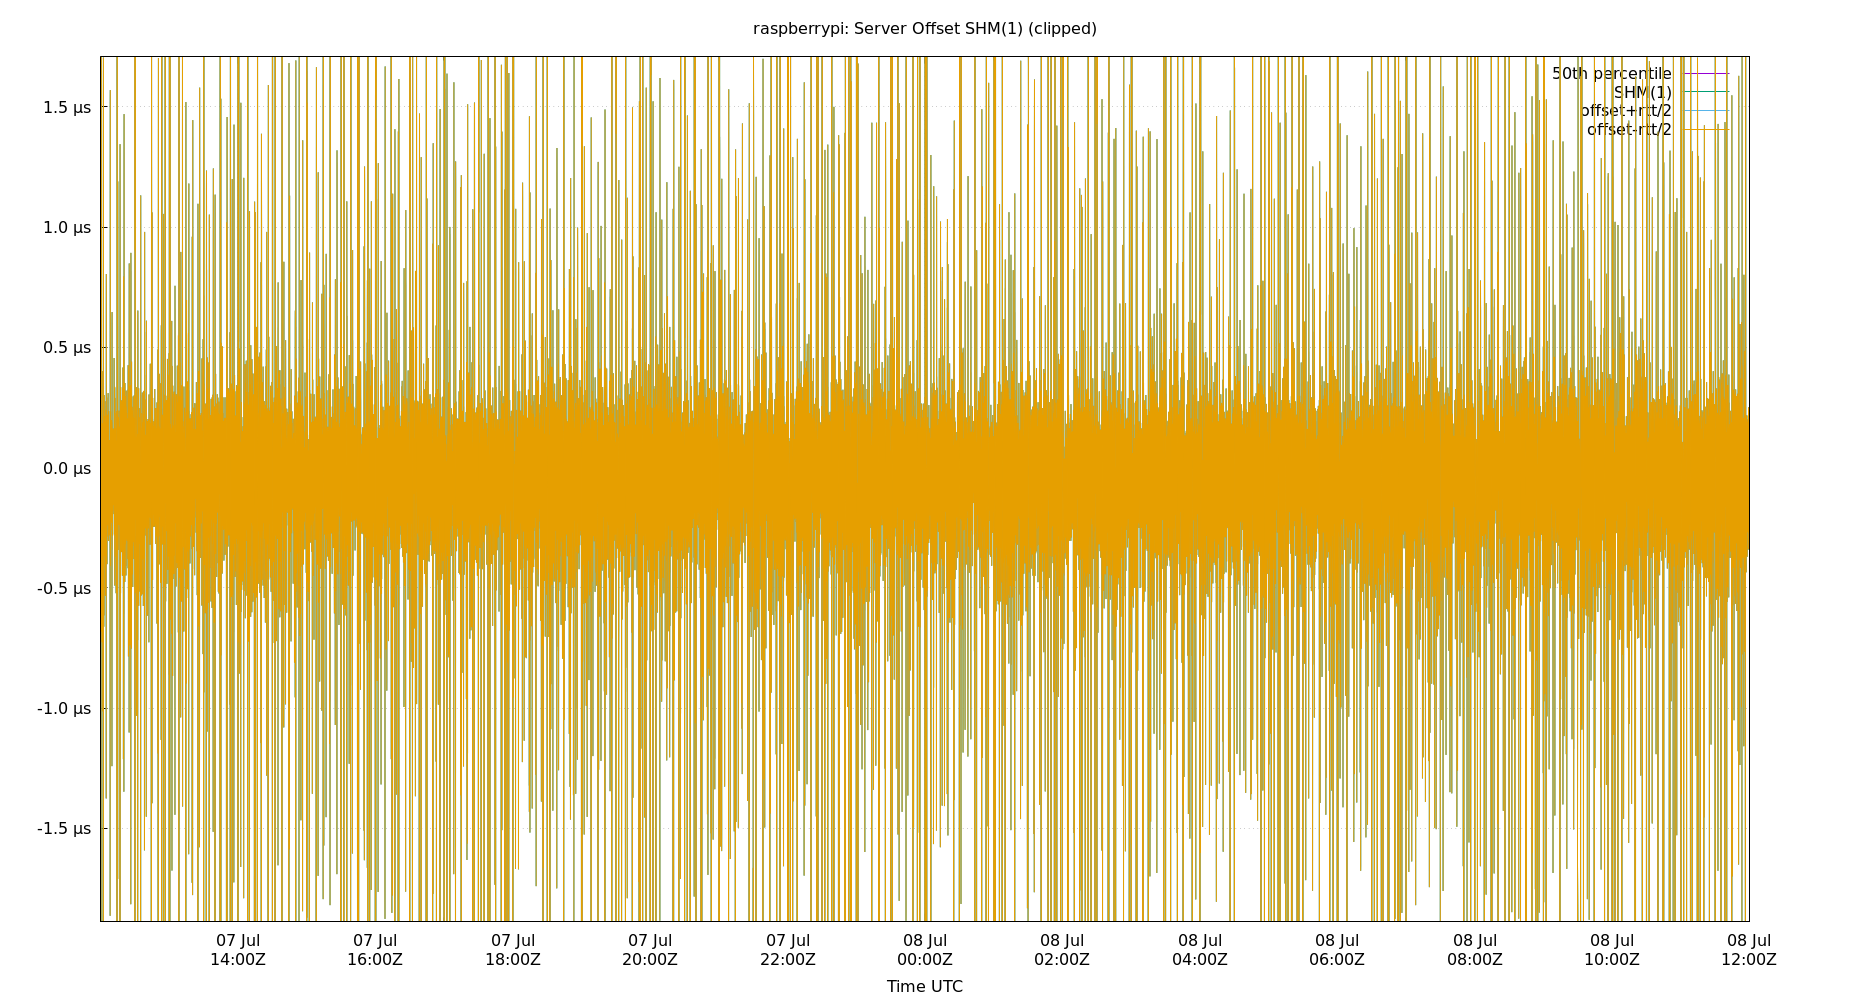 raspberrypi: Server Offset SHM(1) (clipped)
50th percentile
SHM(1)
offset+rtt/2
offset-rtt/2
1.5 µs
1.0 µs
0.5 µs
0.0 µs
-0.5 µs
-1.0 µs
-1.5 µs
07 Jul 07 Jul 07 Jul 07 Jul 07 Jul 08 Jul 08 Jul 08 Jul 08 Jul 08 Jul 08 Jul 08 Jul
14:00Z 16:00Z 18:00Z 20:00Z 22:00Z 00:00Z 02:00Z 04:00Z 06:00Z 08:00Z 10:00Z 12:00Z
Time UTC